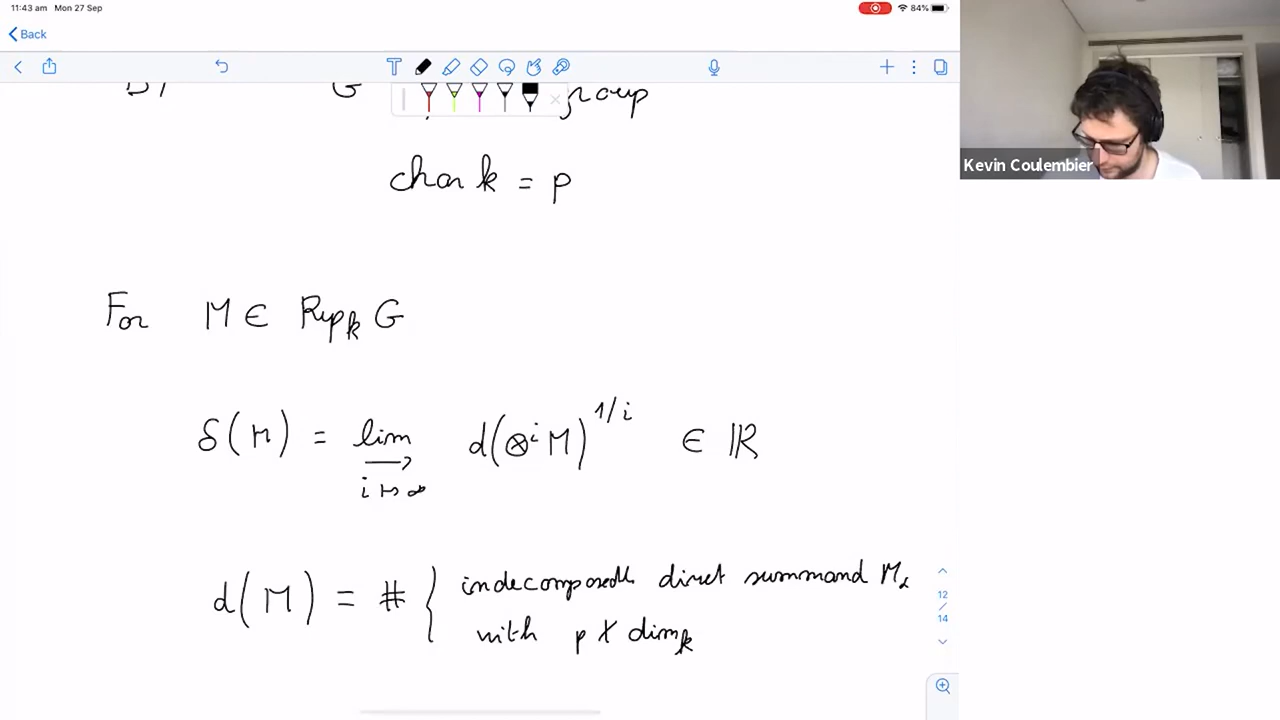 11:43 am Mon 27 Sep
84%
Back
G group
char k = p
For M ∈ Rep_k G
δ(M) = lim_{i→∞} d(⊗^i M)^{1/i} ∈ ℝ
d(M) = # { indecomposable direct summand M_α
with p ∤ dim_k
12
/
14
Kevin Coulembier